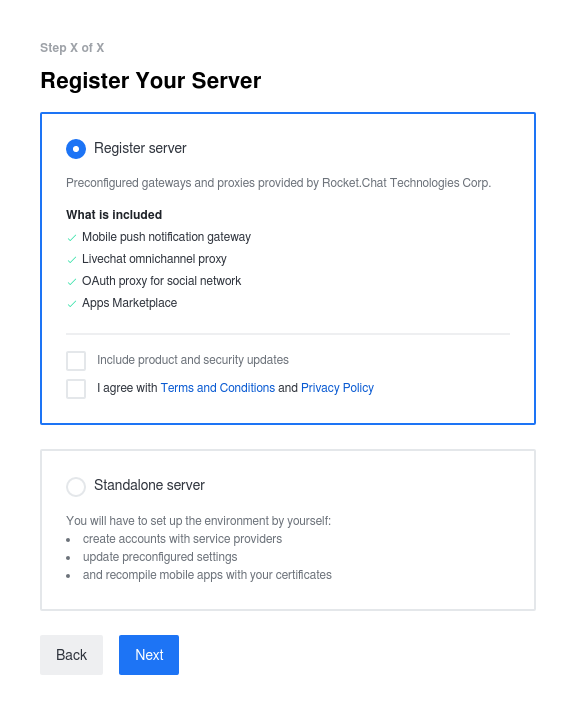 Step X of X
Register Your Server
Register server
Preconfigured gateways and proxies provided by Rocket.Chat Technologies Corp.
What is included
Mobile push notification gateway
Livechat omnichannel proxy
OAuth proxy for social network
Apps Marketplace
Include product and security updates
I agree with Terms and Conditions and Privacy Policy
Standalone server
You will have to set up the environment by yourself:
create accounts with service providers
update preconfigured settings
and recompile mobile apps with your certificates
Back Next